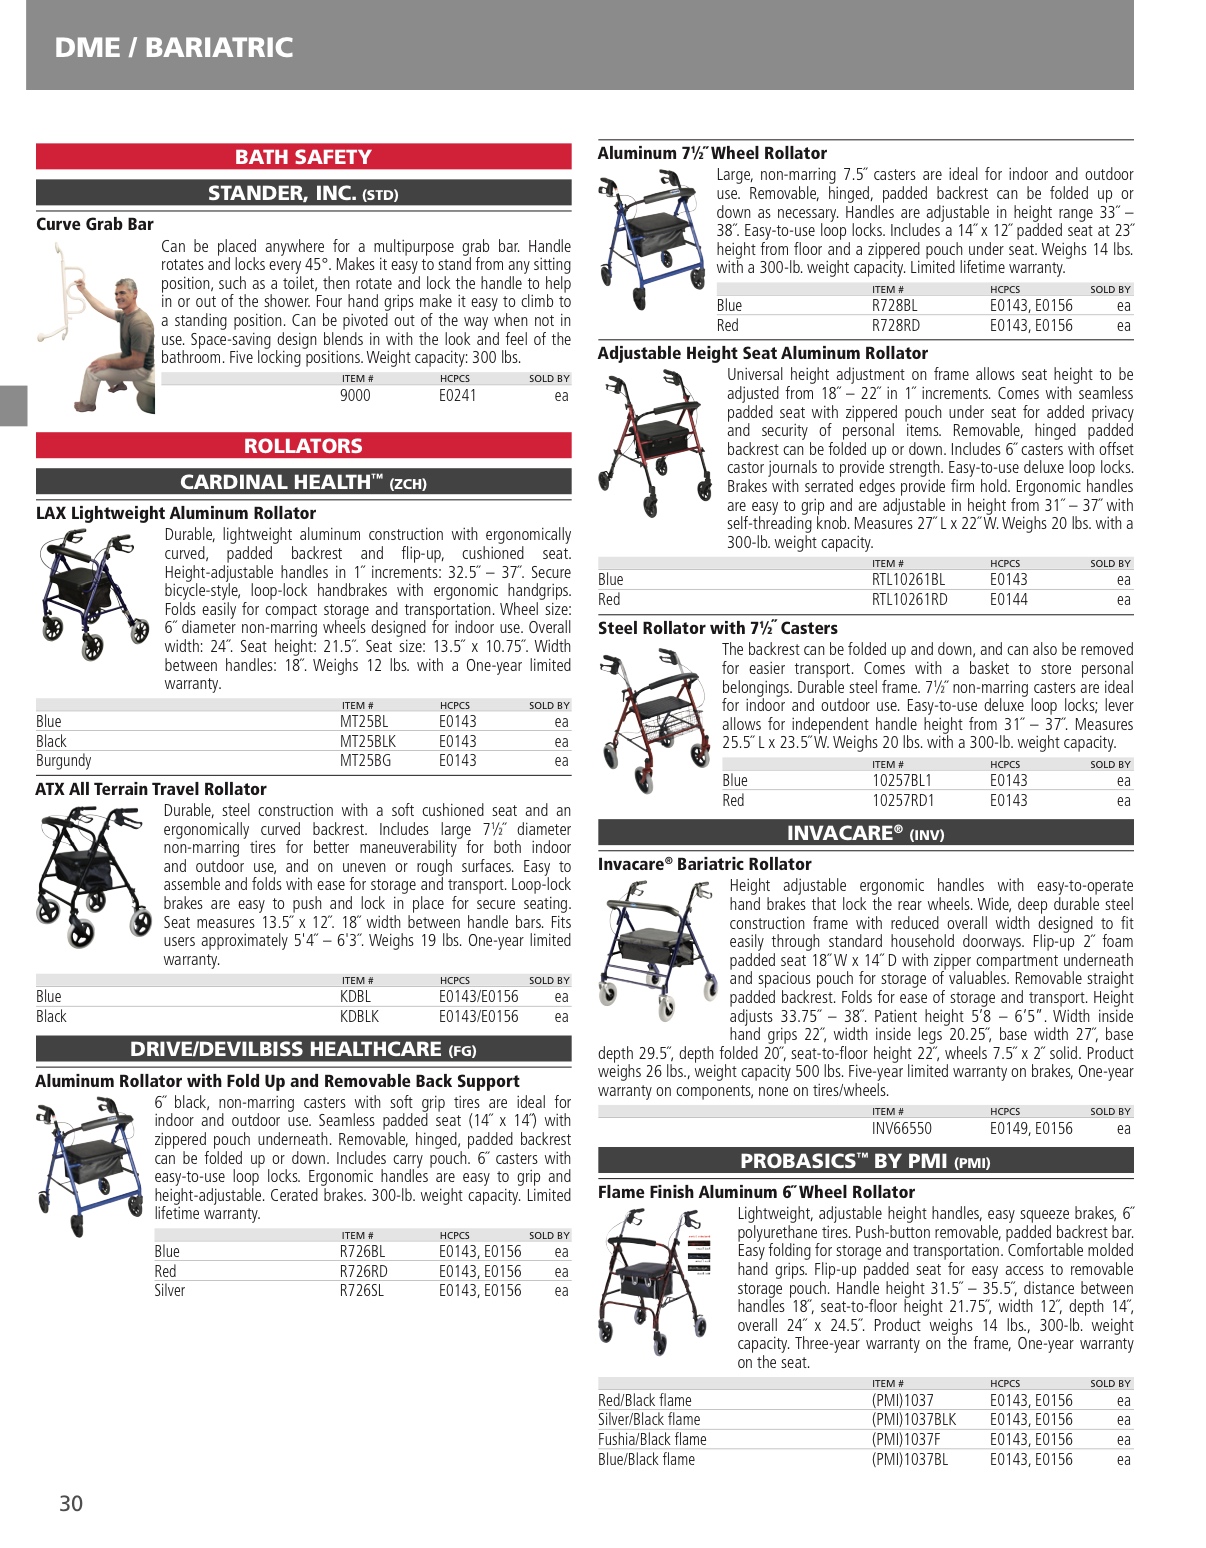 DME / BARIATRIC
BATH SAFETY
STANDER, INC. (STD)
Curve Grab Bar
Can be placed anywhere for a multipurpose grab bar. Handle
rotates and locks every 45°. Makes it easy to stand from any sitting
position, such as a toilet, then rotate and lock the handle to help
in or out of the shower. Four hand grips make it easy to climb to
a standing position. Can be pivoted out of the way when not in
use. Space-saving design blends in with the look and feel of the
bathroom. Five locking positions. Weight capacity: 300 lbs.
ITEM # HCPCS SOLD BY
9000 E0241 ea
ROLLATORS
CARDINAL HEALTH™ (ZCH)
LAX Lightweight Aluminum Rollator
Durable, lightweight aluminum construction with ergonomically
curved, padded backrest and flip-up, cushioned seat.
Height-adjustable handles in 1˝ increments: 32.5˝ – 37˝. Secure
bicycle-style, loop-lock handbrakes with ergonomic handgrips.
Folds easily for compact storage and transportation. Wheel size:
6˝ diameter non-marring wheels designed for indoor use. Overall
width: 24˝. Seat height: 21.5˝. Seat size: 13.5˝ x 10.75˝. Width
between handles: 18˝. Weighs 12 lbs. with a One-year limited
warranty.
ITEM # HCPCS SOLD BY
Blue MT25BL E0143 ea
Black MT25BLK E0143 ea
Burgundy MT25BG E0143 ea
ATX All Terrain Travel Rollator
Durable, steel construction with a soft cushioned seat and an
ergonomically curved backrest. Includes large 7½˝ diameter
non-marring tires for better maneuverability for both indoor
and outdoor use, and on uneven or rough surfaces. Easy to
assemble and folds with ease for storage and transport. Loop-lock
brakes are easy to push and lock in place for secure seating.
Seat measures 13.5˝ x 12˝. 18˝ width between handle bars. Fits
users approximately 5'4˝ – 6'3˝. Weighs 19 lbs. One-year limited
warranty.
ITEM # HCPCS SOLD BY
Blue KDBL E0143/E0156 ea
Black KDBLK E0143/E0156 ea
DRIVE/DEVILBISS HEALTHCARE (FG)
Aluminum Rollator with Fold Up and Removable Back Support
6˝ black, non-marring casters with soft grip tires are ideal for
indoor and outdoor use. Seamless padded seat (14˝ x 14˝) with
zippered pouch underneath. Removable, hinged, padded backrest
can be folded up or down. Includes carry pouch. 6˝ casters with
easy-to-use loop locks. Ergonomic handles are easy to grip and
height-adjustable. Cerated brakes. 300-lb. weight capacity. Limited
lifetime warranty.
ITEM # HCPCS SOLD BY
Blue R726BL E0143, E0156 ea
Red R726RD E0143, E0156 ea
Silver R726SL E0143, E0156 ea
Aluminum 7½˝ Wheel Rollator
Large, non-marring 7.5˝ casters are ideal for indoor and outdoor
use. Removable, hinged, padded backrest can be folded up or
down as necessary. Handles are adjustable in height range 33˝ –
38˝. Easy-to-use loop locks. Includes a 14˝ x 12˝ padded seat at 23˝
height from floor and a zippered pouch under seat. Weighs 14 lbs.
with a 300-lb. weight capacity. Limited lifetime warranty.
ITEM # HCPCS SOLD BY
Blue R728BL E0143, E0156 ea
Red R728RD E0143, E0156 ea
Adjustable Height Seat Aluminum Rollator
Universal height adjustment on frame allows seat height to be
adjusted from 18˝ – 22˝ in 1˝ increments. Comes with seamless
padded seat with zippered pouch under seat for added privacy
and security of personal items. Removable, hinged padded
backrest can be folded up or down. Includes 6˝ casters with offset
castor journals to provide strength. Easy-to-use deluxe loop locks.
Brakes with serrated edges provide firm hold. Ergonomic handles
are easy to grip and are adjustable in height from 31˝ – 37˝ with
self-threading knob. Measures 27˝ L x 22˝ W. Weighs 20 lbs. with a
300-lb. weight capacity.
ITEM # HCPCS SOLD BY
Blue RTL10261BL E0143 ea
Red RTL10261RD E0144 ea
Steel Rollator with 7½˝ Casters
The backrest can be folded up and down, and can also be removed
for easier transport. Comes with a basket to store personal
belongings. Durable steel frame. 7½˝ non-marring casters are ideal
for indoor and outdoor use. Easy-to-use deluxe loop locks; lever
allows for independent handle height from 31˝ – 37˝. Measures
25.5˝ L x 23.5˝ W. Weighs 20 lbs. with a 300-lb. weight capacity.
ITEM # HCPCS SOLD BY
Blue 10257BL1 E0143 ea
Red 10257RD1 E0143 ea
INVACARE® (INV)
Invacare® Bariatric Rollator
Height adjustable ergonomic handles with easy-to-operate
hand brakes that lock the rear wheels. Wide, deep durable steel
construction frame with reduced overall width designed to fit
easily through standard household doorways. Flip-up 2˝ foam
padded seat 18˝ W x 14˝ D with zipper compartment underneath
and spacious pouch for storage of valuables. Removable straight
padded backrest. Folds for ease of storage and transport. Height
adjusts 33.75˝ – 38˝. Patient height 5’8 – 6’5”. Width inside
hand grips 22˝, width inside legs 20.25˝, base width 27˝, base
depth 29.5˝, depth folded 20˝, seat-to-floor height 22˝, wheels 7.5˝ x 2˝ solid. Product
weighs 26 lbs., weight capacity 500 lbs. Five-year limited warranty on brakes, One-year
warranty on components, none on tires/wheels.
ITEM # HCPCS SOLD BY
INV66550 E0149, E0156 ea
PROBASICS™ BY PMI (PMI)
Flame Finish Aluminum 6˝ Wheel Rollator
Lightweight, adjustable height handles, easy squeeze brakes, 6˝
polyurethane tires. Push-button removable, padded backrest bar.
Easy folding for storage and transportation. Comfortable molded
hand grips. Flip-up padded seat for easy access to removable
storage pouch. Handle height 31.5˝ – 35.5˝, distance between
handles 18˝, seat-to-floor height 21.75˝, width 12˝, depth 14˝,
overall 24˝ x 24.5˝. Product weighs 14 lbs., 300-lb. weight
capacity. Three-year warranty on the frame, One-year warranty
on the seat.
ITEM # HCPCS SOLD BY
Red/Black flame (PMI)1037 E0143, E0156 ea
Silver/Black flame (PMI)1037BLK E0143, E0156 ea
Fushia/Black flame (PMI)1037F E0143, E0156 ea
Blue/Black flame (PMI)1037BL E0143, E0156 ea
30